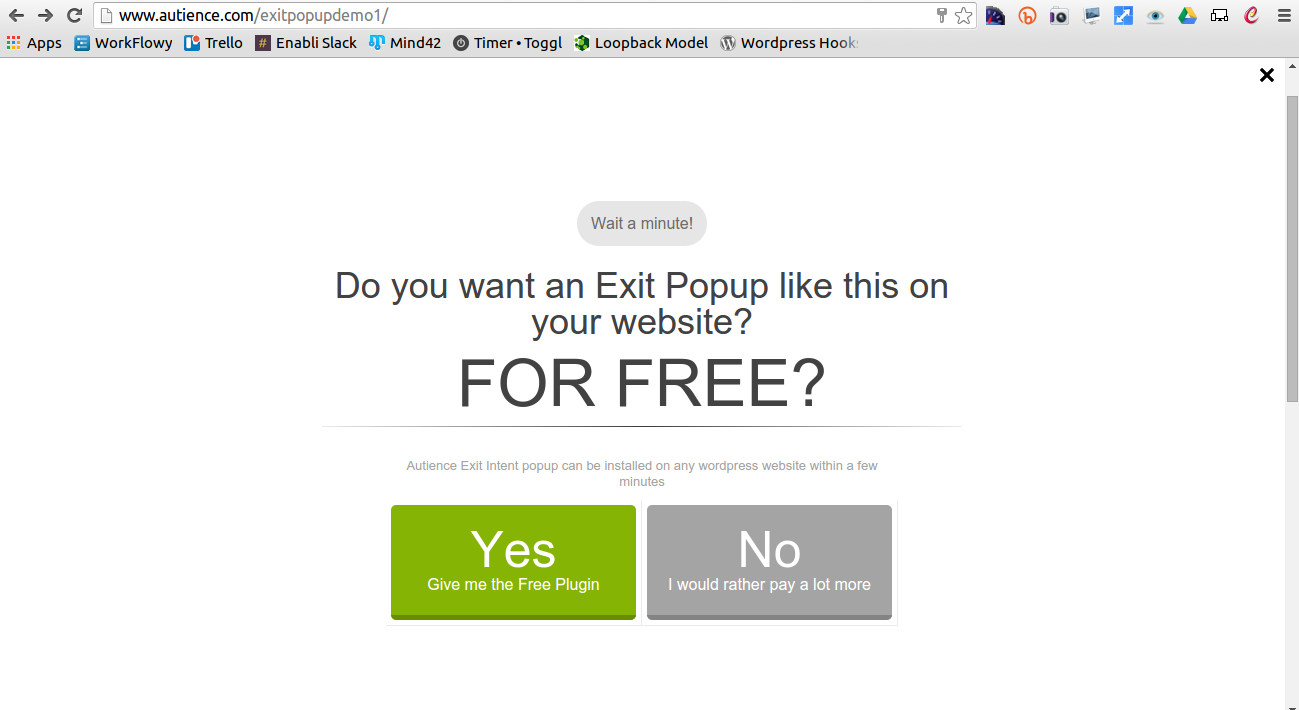 www.autience.com/exitpopupdemo1/
Apps WorkFlowy Trello Enabli Slack Mind42 Timer • Toggl Loopback Model Wordpress Hooks
Wait a minute!
Do you want an Exit Popup like this on
your website?
FOR FREE?
Autience Exit Intent popup can be installed on any wordpress website within a few
minutes
Yes
Give me the Free Plugin
No
I would rather pay a lot more